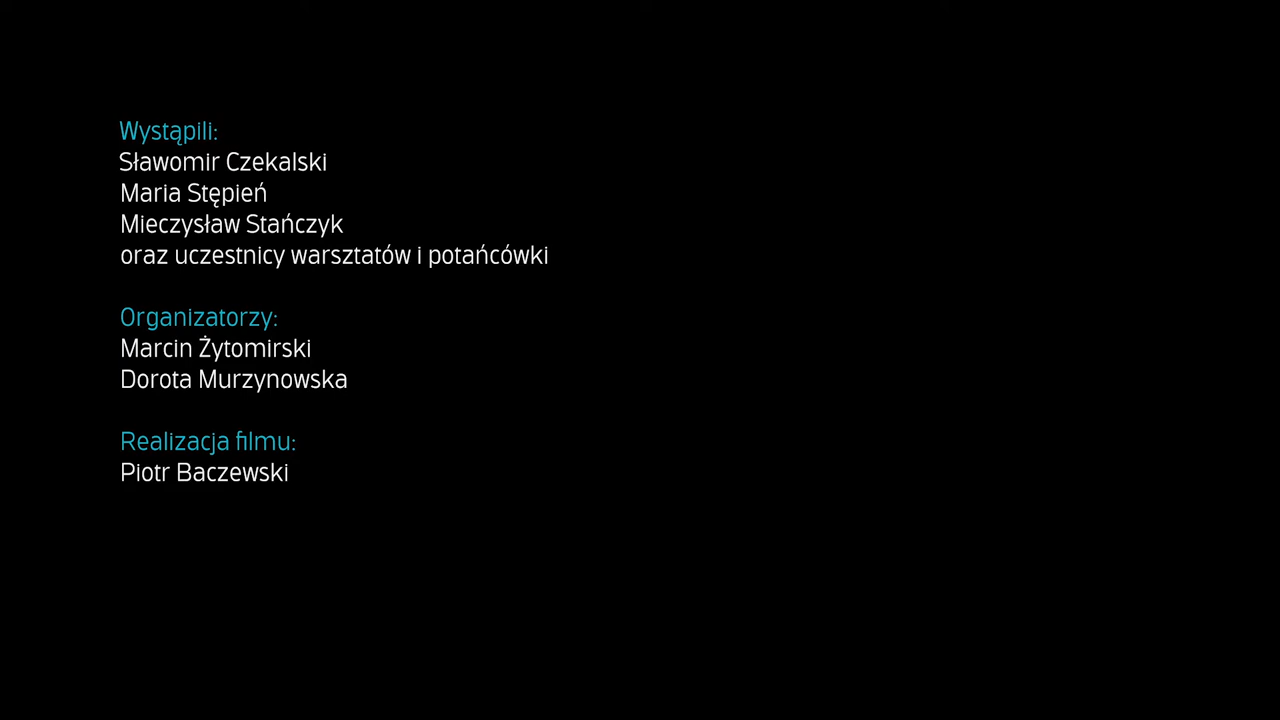 Wystąpili:
Sławomir Czekalski
Maria Stępień
Mieczysław Stańczyk
oraz uczestnicy warsztatów i potańcówki
Organizatorzy:
Marcin Żytomirski
Dorota Murzynowska
Realizacja filmu:
Piotr Baczewski